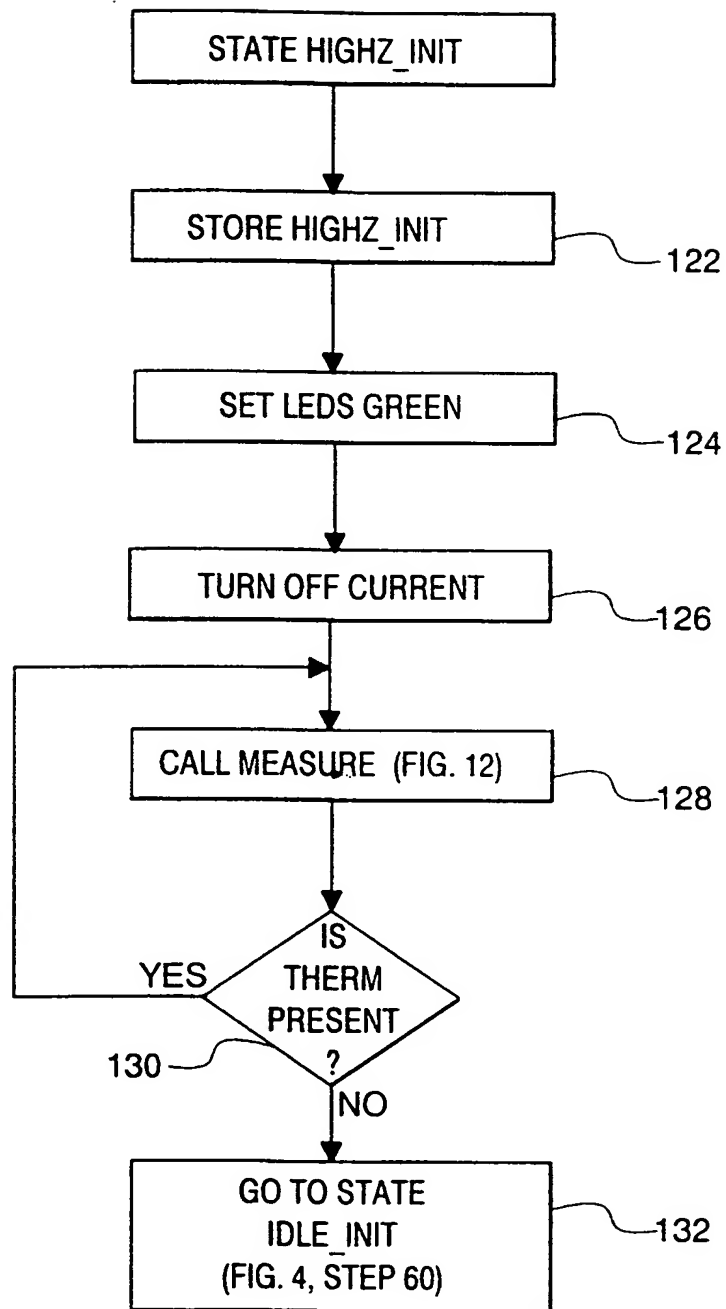 STATE HIGHZ_INIT
STORE HIGHZ_INIT
122
SET LEDS GREEN
124
TURN OFF CURRENT
126
CALL MEASURE (FIG. 12)
128
IS
THERM
PRESENT
?
YES
130
NO
GO TO STATE
IDLE_INIT
(FIG. 4, STEP 60)
132